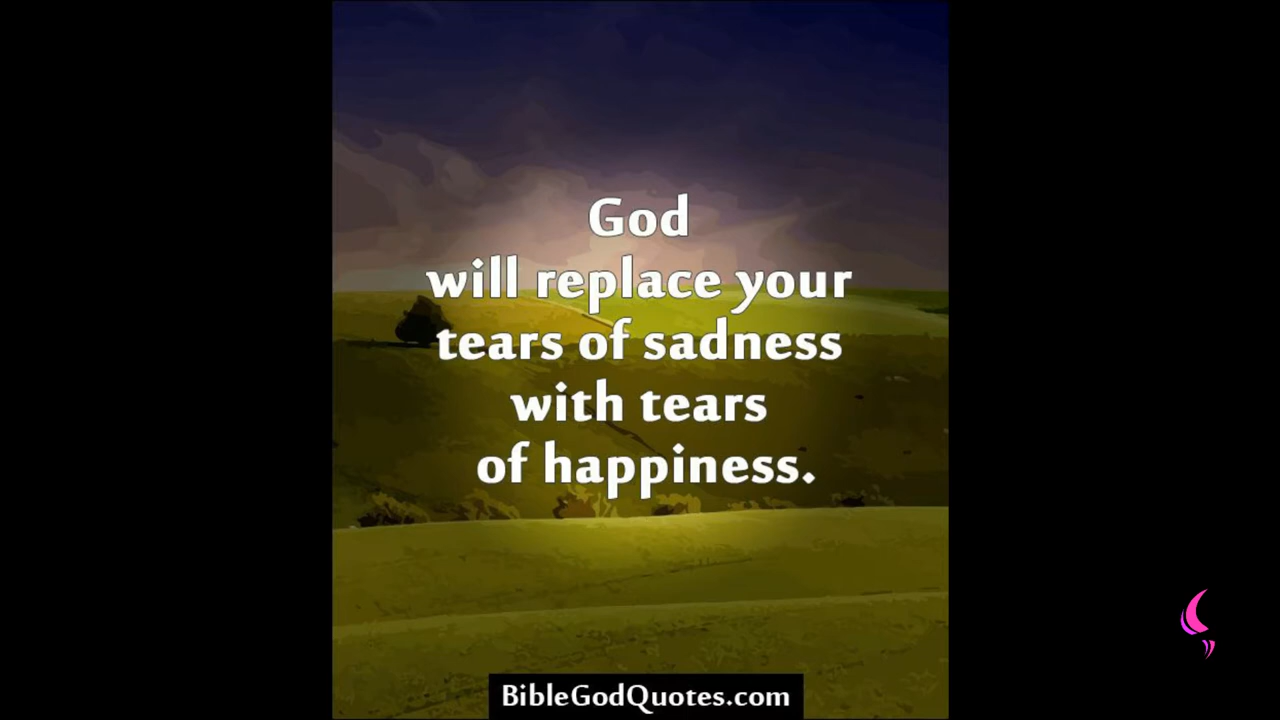 God
will replace your
tears of sadness
with tears
of happiness.
BibleGodQuotes.com